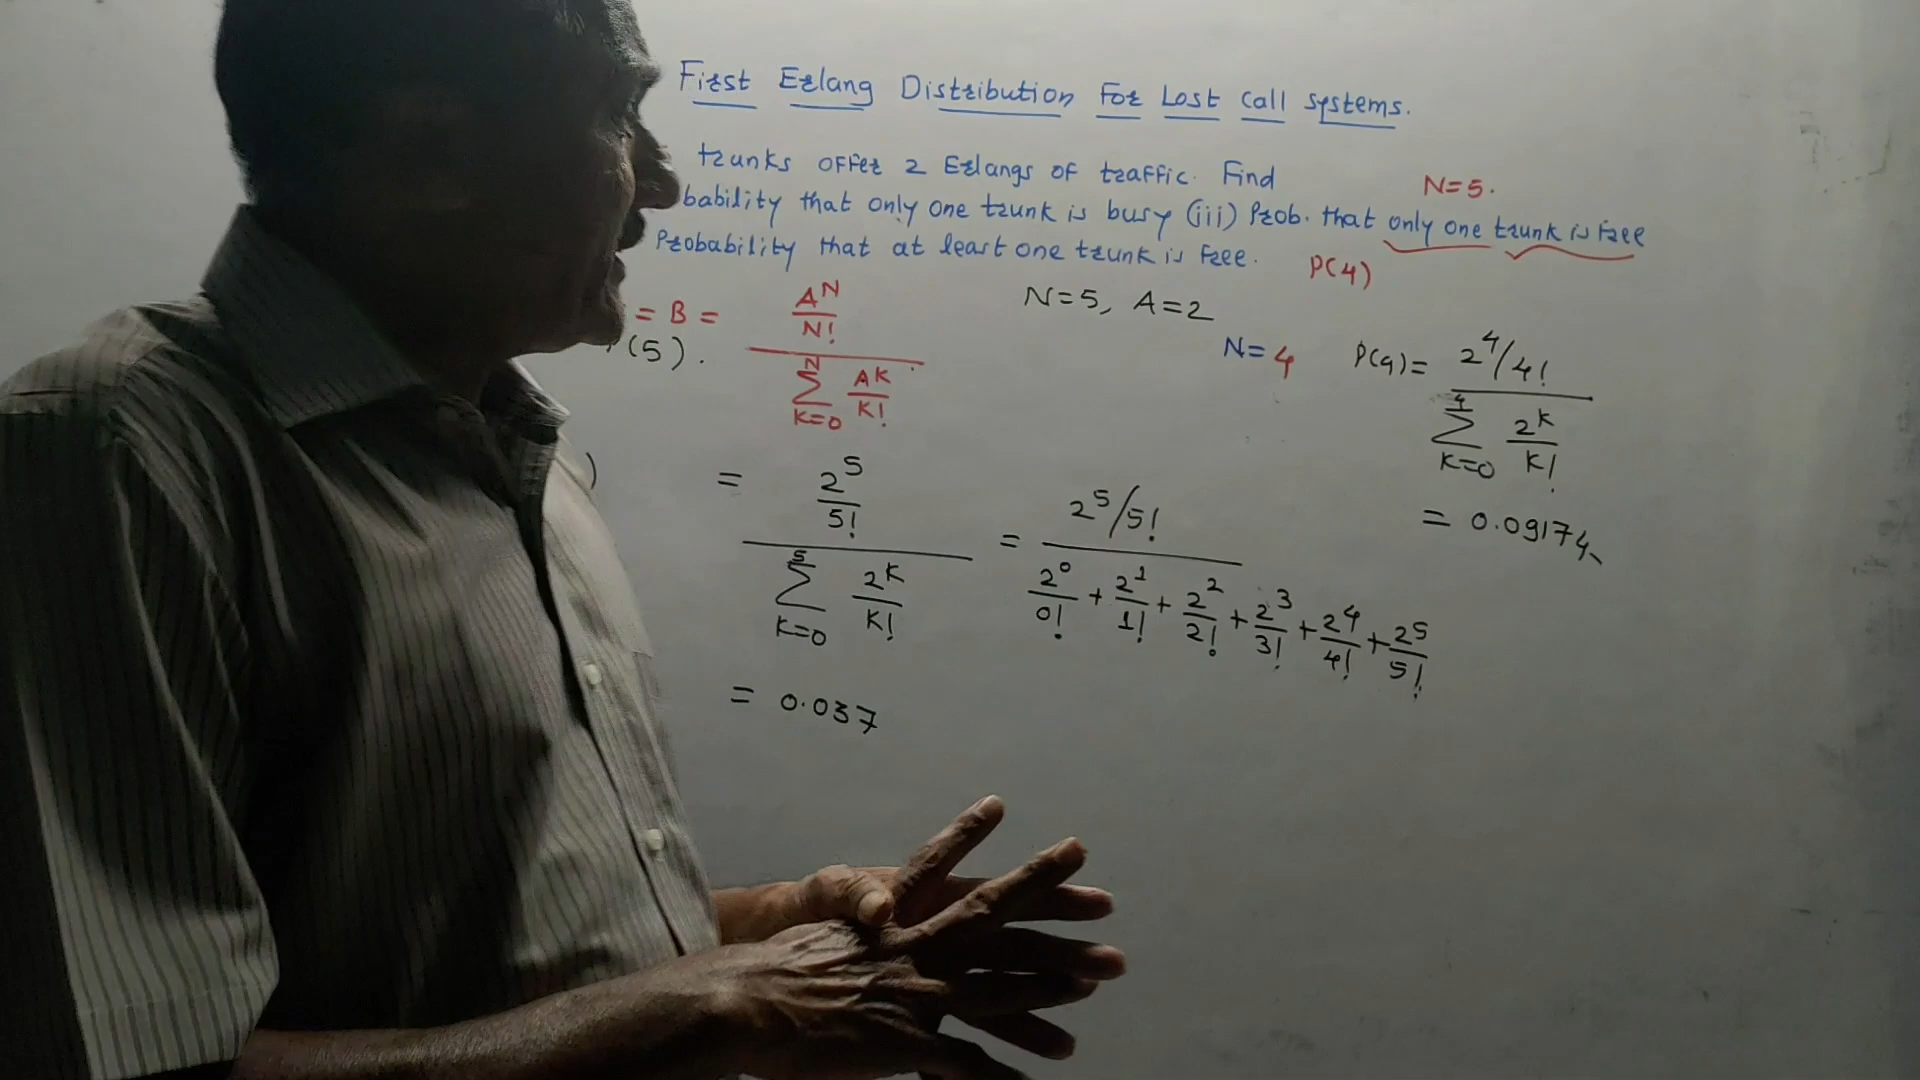 First Erlang Distribution For Lost Call systems.
trunks offer 2 Erlangs of traffic. Find
N=5.
bability that only one trunk is busy (iii) Prob. that only one trunk is free
Probability that at least one trunk is free.
P(4)
= B = A^N/N! / Σ_{K=0}^{N} A^K/K!
(5).
N=5, A=2
N=4
P(4) = 2^4/4! / Σ_{K=0}^{4} 2^K/K!
= 0.09174
)
= 2^5/5! / Σ_{K=0}^{5} 2^K/K! = 2^5/5! / 2^0/0! + 2^1/1! + 2^2/2! + 2^3/3! + 2^4/4! + 2^5/5!
= 0.037